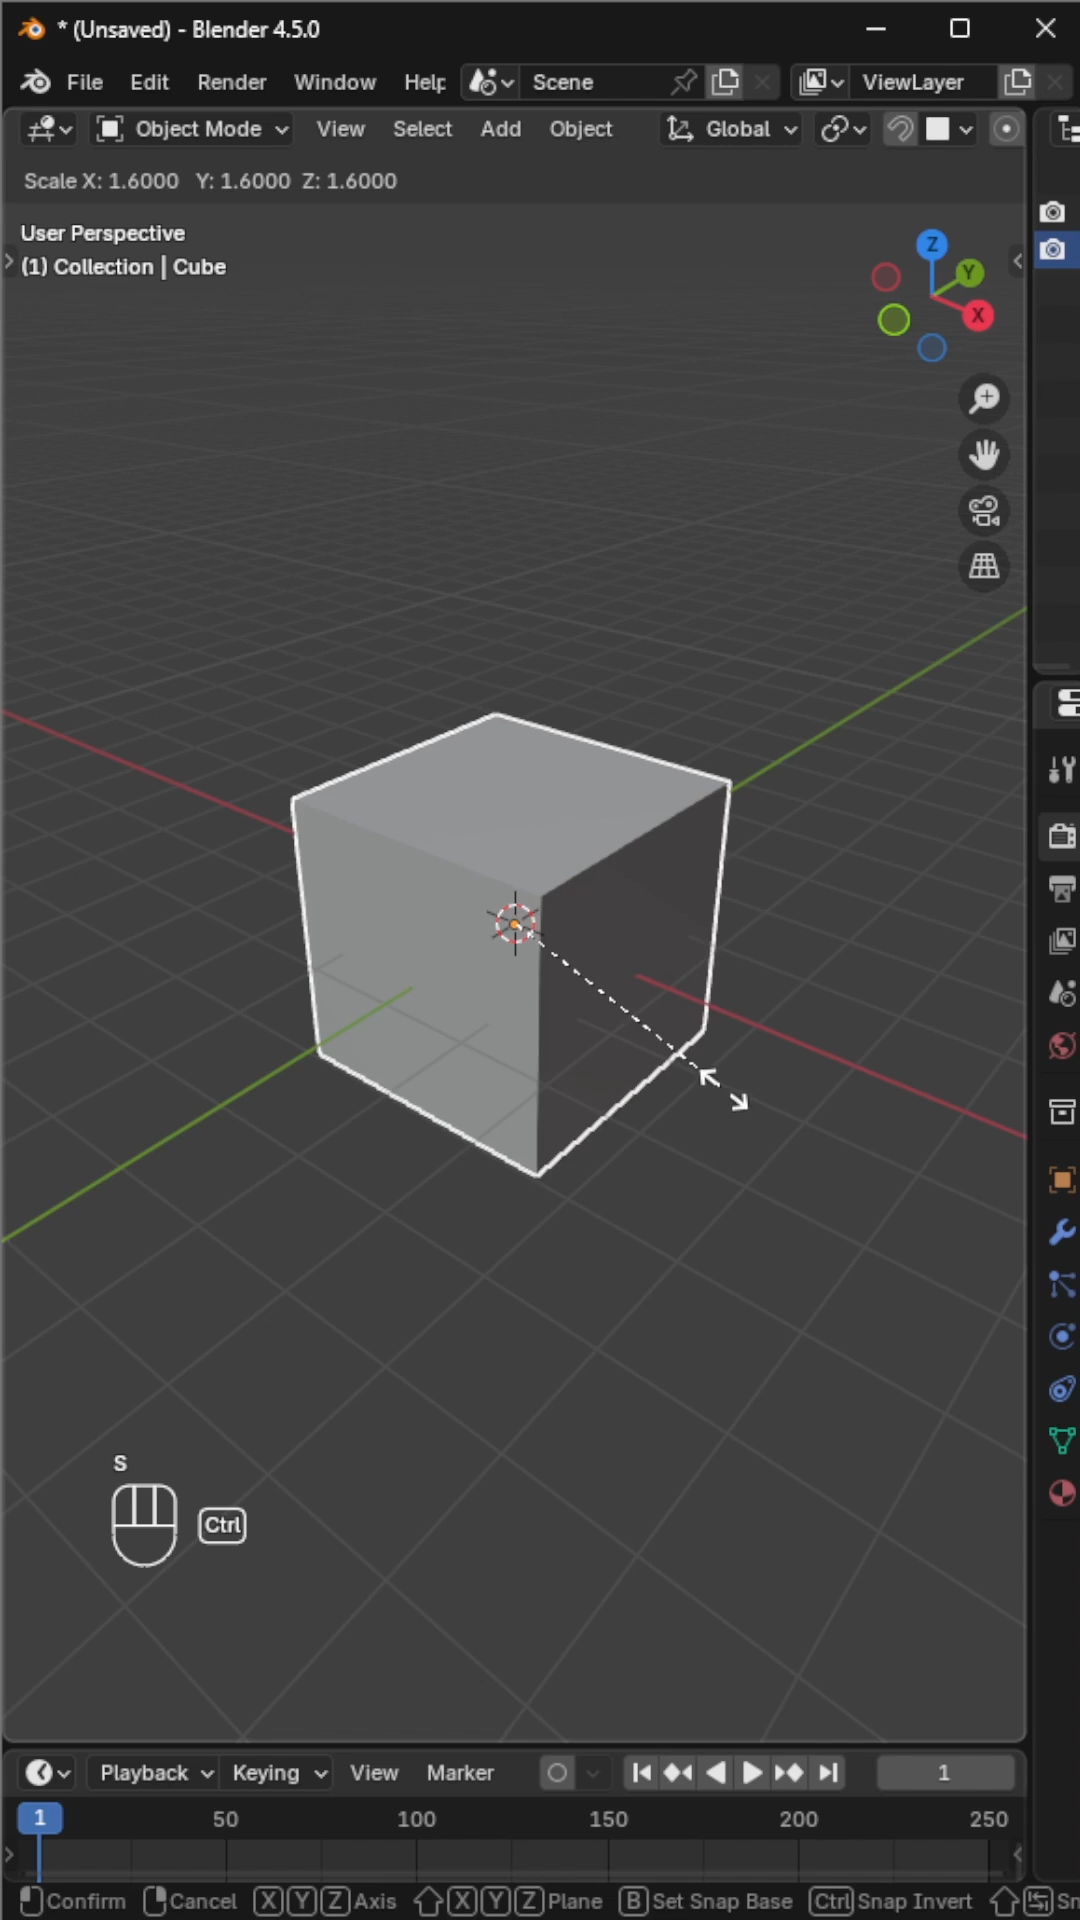 * (Unsaved) - Blender 4.5.0
File Edit Render Window Help Scene ViewLayer
Object Mode View Select Add Object Global
Scale X: 1.6000 Y: 1.6000 Z: 1.6000
User Perspective
(1) Collection | Cube
Z
Y
X
S
Ctrl
Playback Keying View Marker 1
1 50 100 150 200 250
Confirm Cancel X Y Z Axis X Y Z Plane B Set Snap Base Ctrl Snap Invert